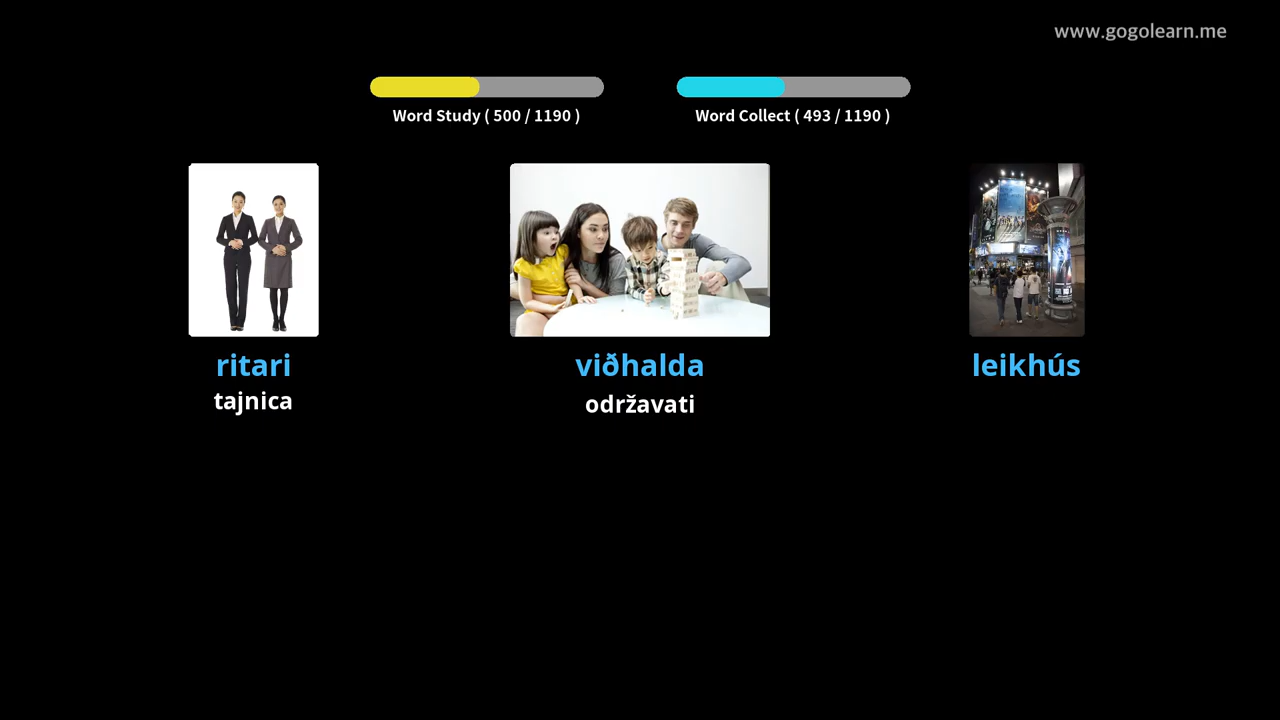 www.gogolearn.me
Word Study ( 500 / 1190 )
Word Collect ( 493 / 1190 )
ritari
viðhalda
leikhús
tajnica
održavati